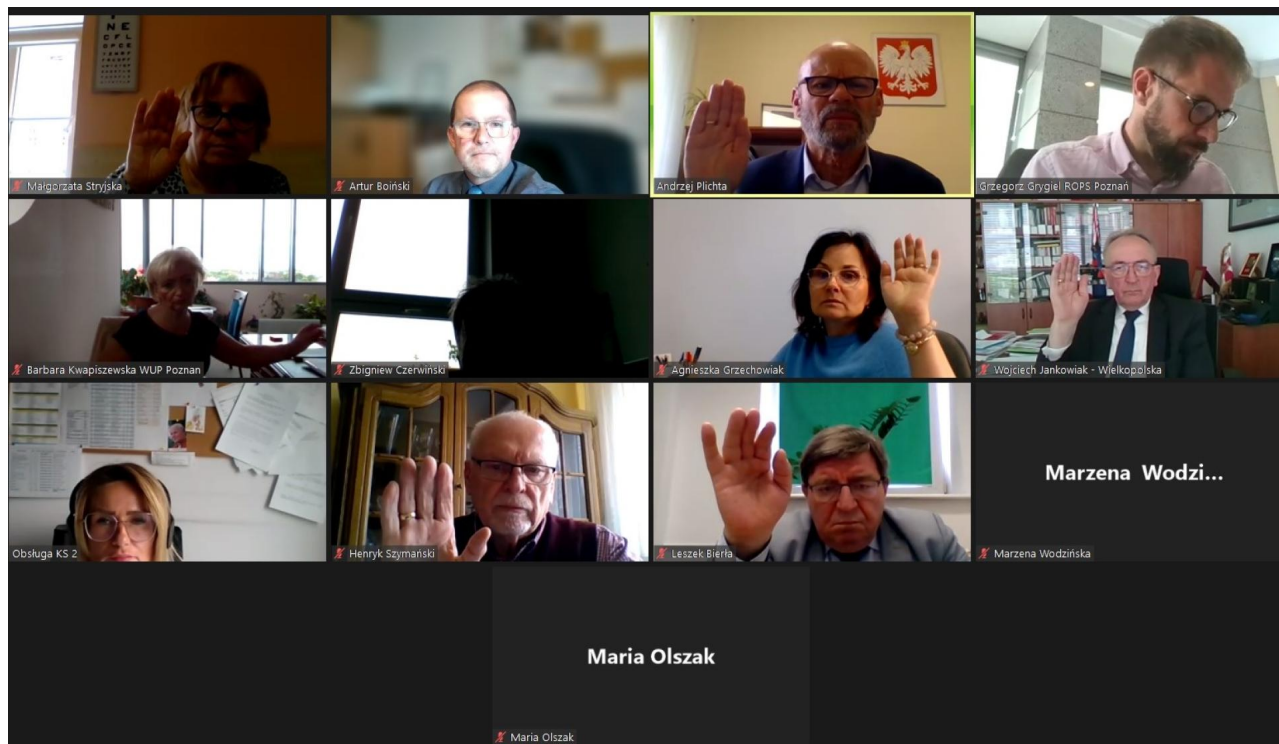 N E
C F L
O P C E
Małgorzata Stryjska
Artur Boiński
Andrzej Plichta
Grzegorz Grygiel ROPS Poznań
Barbara Kwapiszewska WUP Poznan
Zbigniew Czerwiński
Agnieszka Grzechowiak
Wojciech Jankowiak - Wielkopolska
Obsługa KS 2
Henryk Szymański
Leszek Bierła
Marzena Wodzi...
Marzena Wodzińska
Maria Olszak
Maria Olszak